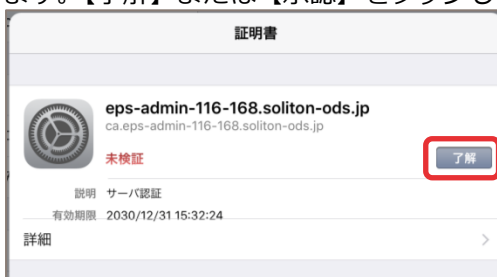 ます。【了解】または【承認】をタップし
証明書
eps-admin-116-168.soliton-ods.jp
ca.eps-admin-116-168.soliton-ods.jp
未検証
了解
説明 サーバ認証
有効期限 2030/12/31 15:32:24
詳細